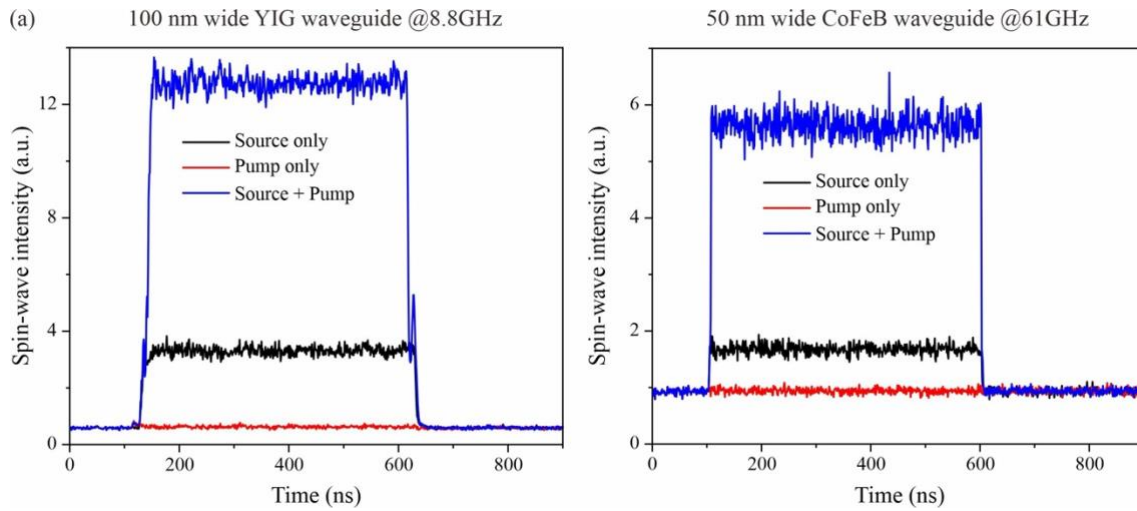 (a) 100 nm wide YIG waveguide @8.8GHz
50 nm wide CoFeB waveguide @61GHz
Spin-wave intensity (a.u.)
12
8
4
0
Source only
Pump only
Source + Pump
0 200 400 600 800
Time (ns)
Spin-wave intensity (a.u.)
6
4
2
0
Source only
Pump only
Source + Pump
0 200 400 600 800
Time (ns)